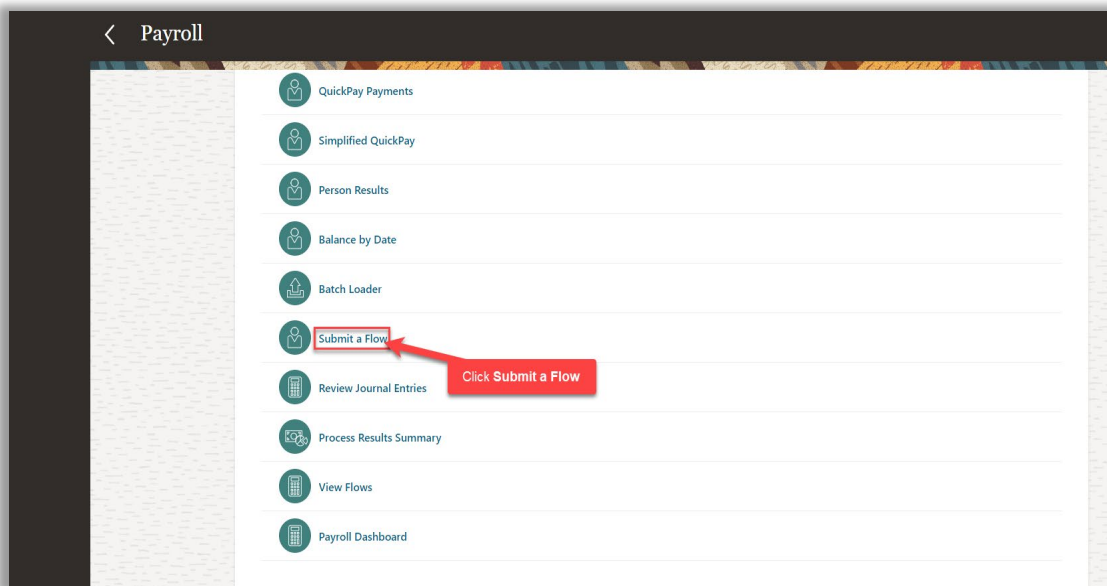 Payroll
QuickPay Payments
Simplified QuickPay
Person Results
Balance by Date
Batch Loader
Submit a Flow
Click Submit a Flow
Review Journal Entries
Process Results Summary
View Flows
Payroll Dashboard